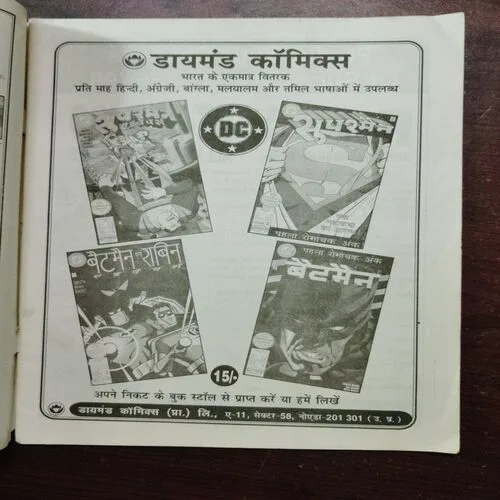 डायमंड कॉमिक्स
भारत के एकमात्र वितरक
प्रति माह हिन्दी, अंग्रेजी, बांग्ला, मलयालम और तमिल भाषाओं में उपलब्ध
DC
सुपरमैन
पहला रोमांचक अंक
बैटमैन रॉबिन
पहला रोमांचक अंक
बैटमैन
15/-
अपने निकट के बुक स्टॉल से प्राप्त करें या हमें लिखें
डायमंड कॉमिक्स (प्रा.) लि., ए-11, सेक्टर-58, नोएडा-201 301 (उ. प्र.)